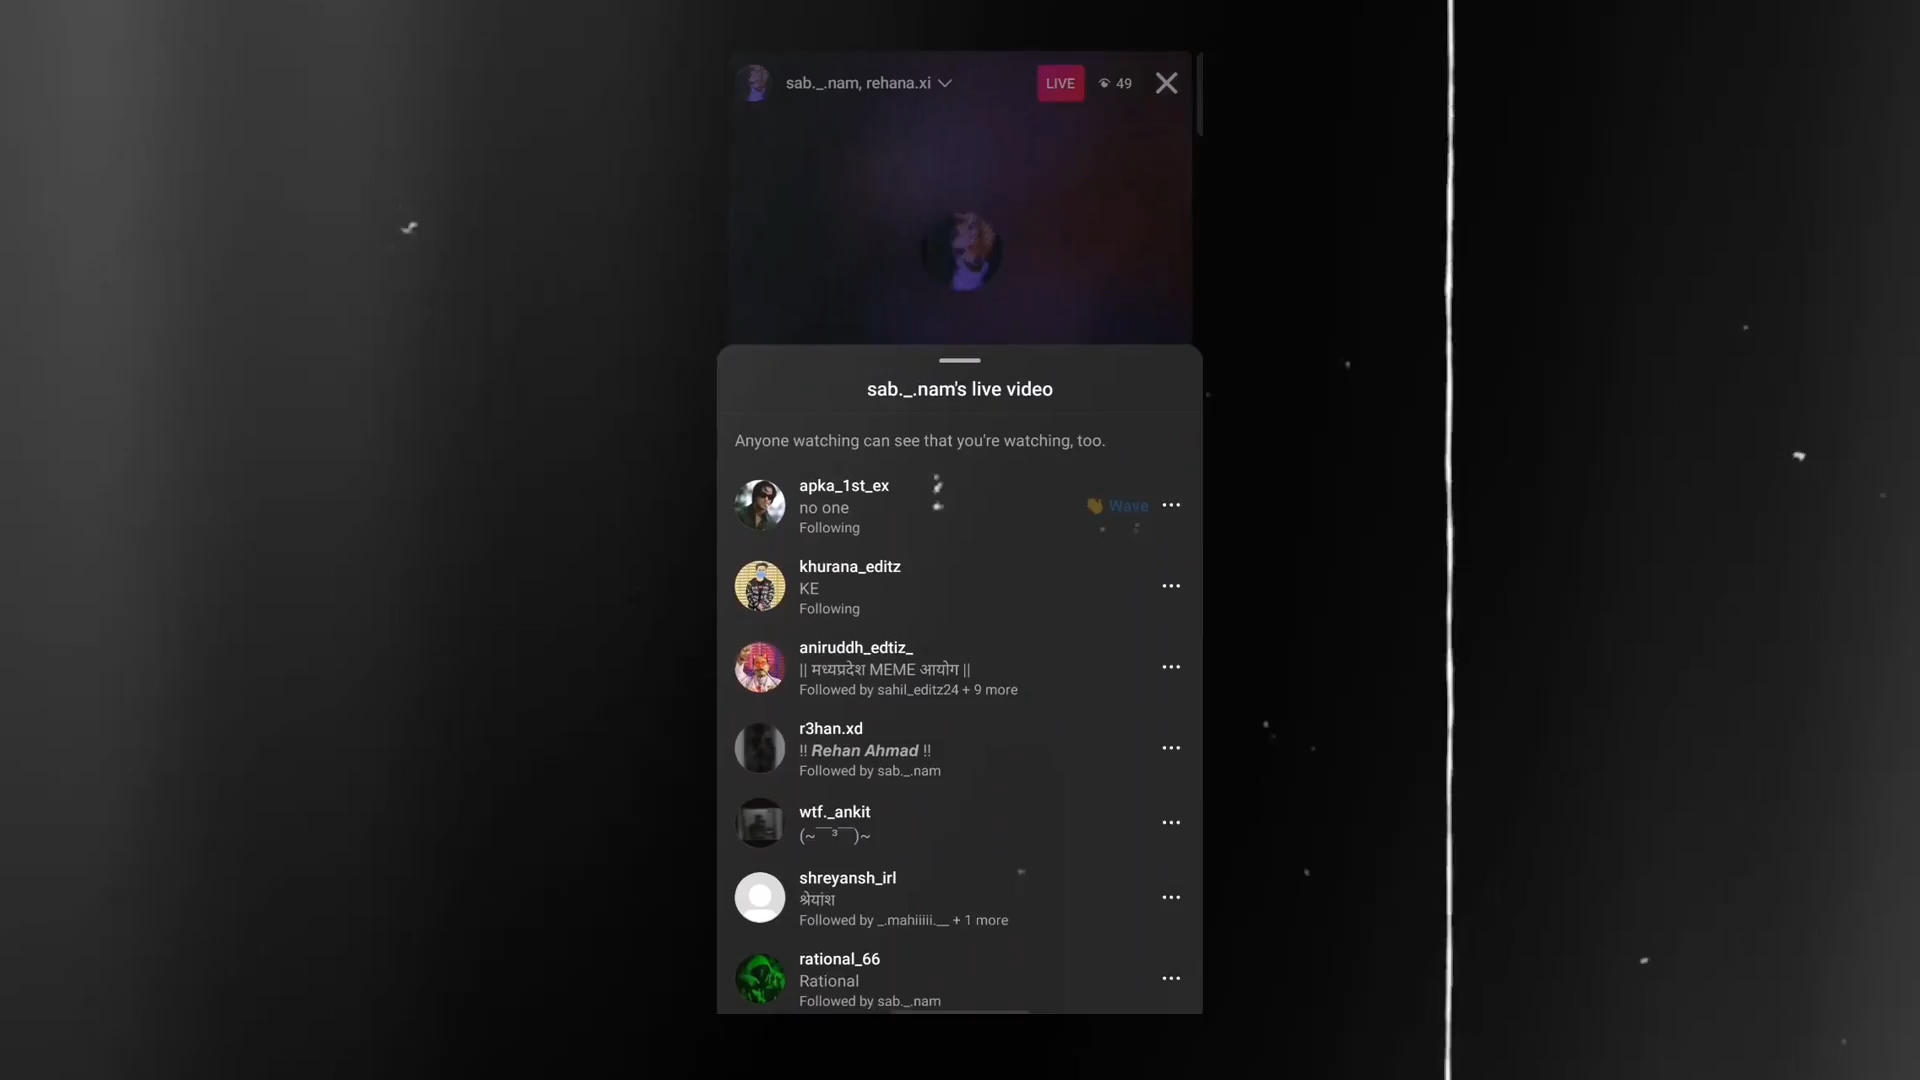 sab._.nam, rehana.xi
LIVE
49
sab._.nam's live video
Anyone watching can see that you're watching, too.
apka_1st_ex
no one
Following
👋 Wave
khurana_editz
KE
Following
aniruddh_edtiz_
|| मध्यप्रदेश MEME आयोग ||
Followed by sahil_editz24 + 9 more
r3han.xd
!! Rehan Ahmad !!
Followed by sab._.nam
wtf._ankit
(~￣³￣)~
shreyansh_irl
श्रेयांश
Followed by _.mahiiiii.__ + 1 more
rational_66
Rational
Followed by sab._.nam